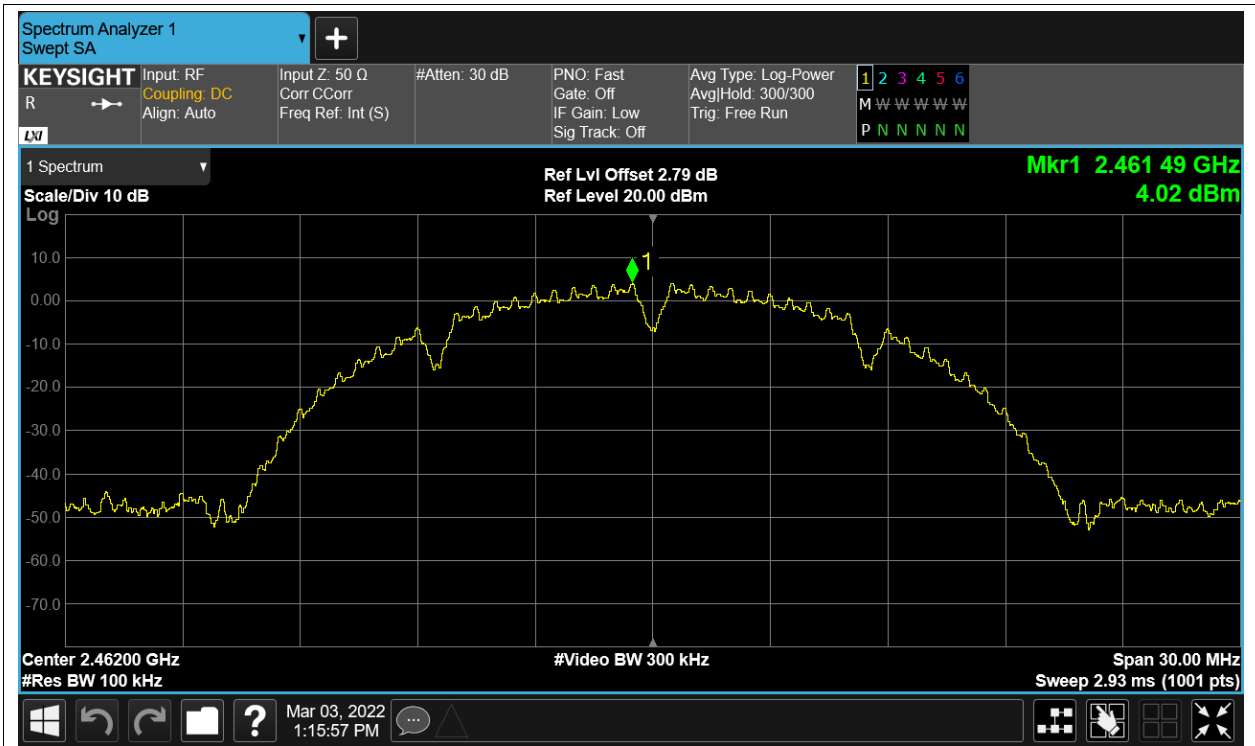 Spectrum Analyzer 1
Swept SA
KEYSIGHT
R
LXI
Input: RF
Coupling: DC
Align: Auto
Input Z: 50 Ω
Corr CCorr
Freq Ref: Int (S)
#Atten: 30 dB
PNO: Fast
Gate: Off
IF Gain: Low
Sig Track: Off
Avg Type: Log-Power
Avg|Hold: 300/300
Trig: Free Run
1 2 3 4 5 6
M W W W W W
P N N N N N
1 Spectrum
Scale/Div 10 dB
Log
Ref Lvl Offset 2.79 dB
Ref Level 20.00 dBm
Mkr1 2.461 49 GHz
4.02 dBm
10.0
0.00
-10.0
-20.0
-30.0
-40.0
-50.0
-60.0
-70.0
1
Center 2.46200 GHz
#Res BW 100 kHz
#Video BW 300 kHz
Span 30.00 MHz
Sweep 2.93 ms (1001 pts)
?
Mar 03, 2022
1:15:57 PM